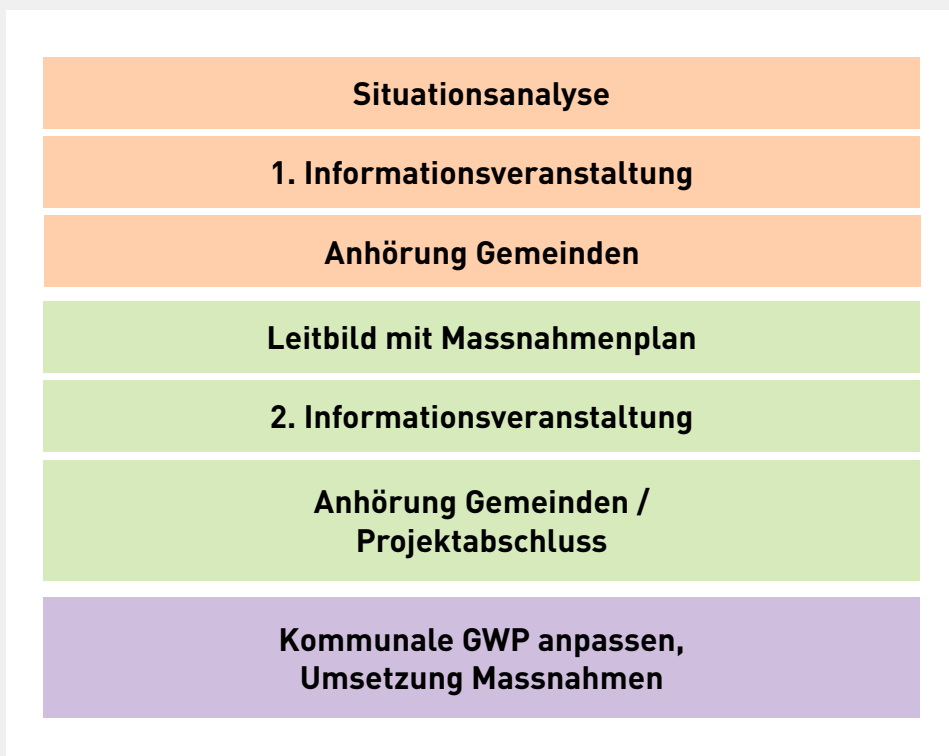 Situationsanalyse
1. Informationsveranstaltung
Anhörung Gemeinden
Leitbild mit Massnahmenplan
2. Informationsveranstaltung
Anhörung Gemeinden /
Projektabschluss
Kommunale GWP anpassen,
Umsetzung Massnahmen